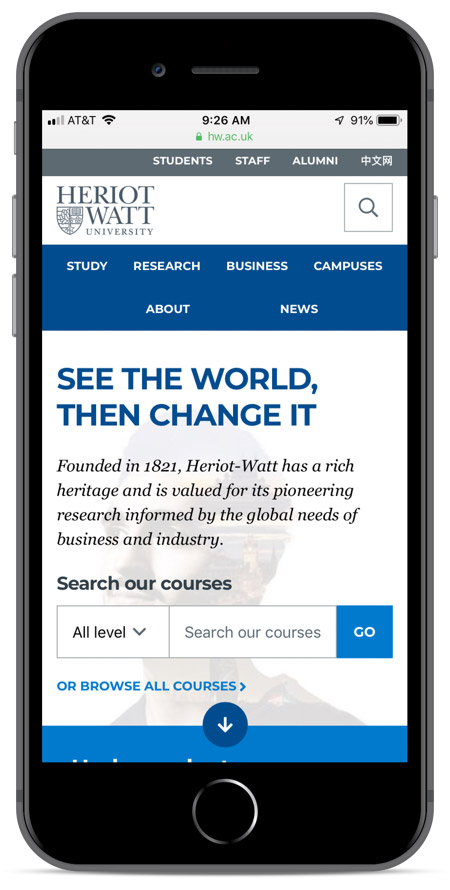 AT&T 9:26 AM 91%
hw.ac.uk
STUDENTS STAFF ALUMNI 中文网
HERIOT
WATT
UNIVERSITY
STUDY RESEARCH BUSINESS CAMPUSES
ABOUT NEWS
SEE THE WORLD,
THEN CHANGE IT
Founded in 1821, Heriot-Watt has a rich
heritage and is valued for its pioneering
research informed by the global needs of
business and industry.
Search our courses
All level Search our courses GO
OR BROWSE ALL COURSES